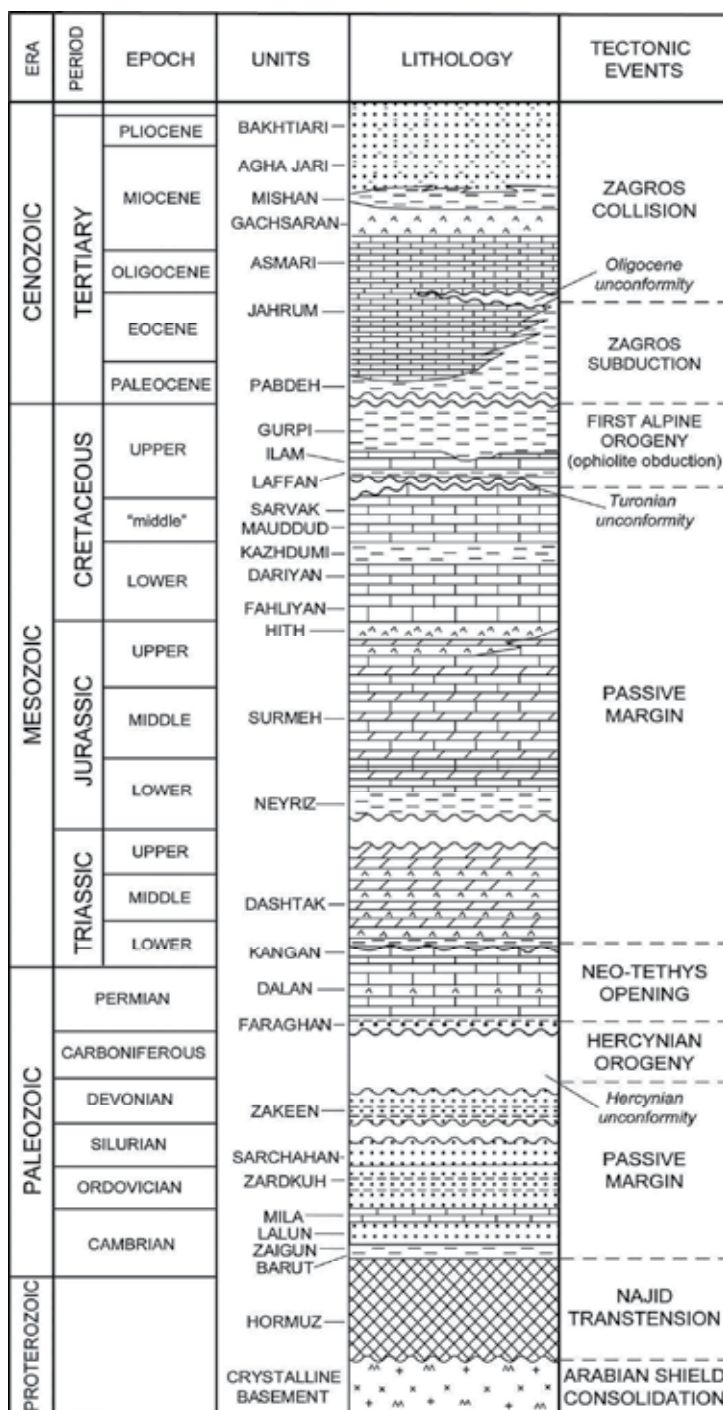 ERA
PERIOD
EPOCH
UNITS
LITHOLOGY
TECTONIC
EVENTS
CENOZOIC
TERTIARY
PLIOCENE
MIOCENE
OLIGOCENE
EOCENE
PALEOCENE
BAKHTIARI
AGHA JARI
MISHAN
GACHSARAN
ASMARI
JAHRUM
PABDEH
ZAGROS
COLLISION
Oligocene
unconformity
ZAGROS
SUBDUCTION
MESOZOIC
CRETACEOUS
UPPER
"middle"
LOWER
GURPI
ILAM
LAFFAN
SARVAK
MAUDDUD
KAZHDUMI
DARIYAN
FAHLIYAN
FIRST ALPINE
OROGENY
(ophiolite obduction)
Turonian
unconformity
JURASSIC
UPPER
MIDDLE
LOWER
HITH
SURMEH
NEYRIZ
PASSIVE
MARGIN
TRIASSIC
UPPER
MIDDLE
LOWER
DASHTAK
KANGAN
PALEOZOIC
PERMIAN
CARBONIFEROUS
DEVONIAN
SILURIAN
ORDOVICIAN
CAMBRIAN
DALAN
FARAGHAN
ZAKEEN
SARCHAHAN
ZARDKUH
MILA
LALUN
ZAIGUN
BARUT
NEO-TETHYS
OPENING
HERCYNIAN
OROGENY
Hercynian
unconformity
PASSIVE
MARGIN
PROTEROZOIC
HORMUZ
CRYSTALLINE
BASEMENT
NAJID
TRANSTENSION
ARABIAN SHIELD
CONSOLIDATION